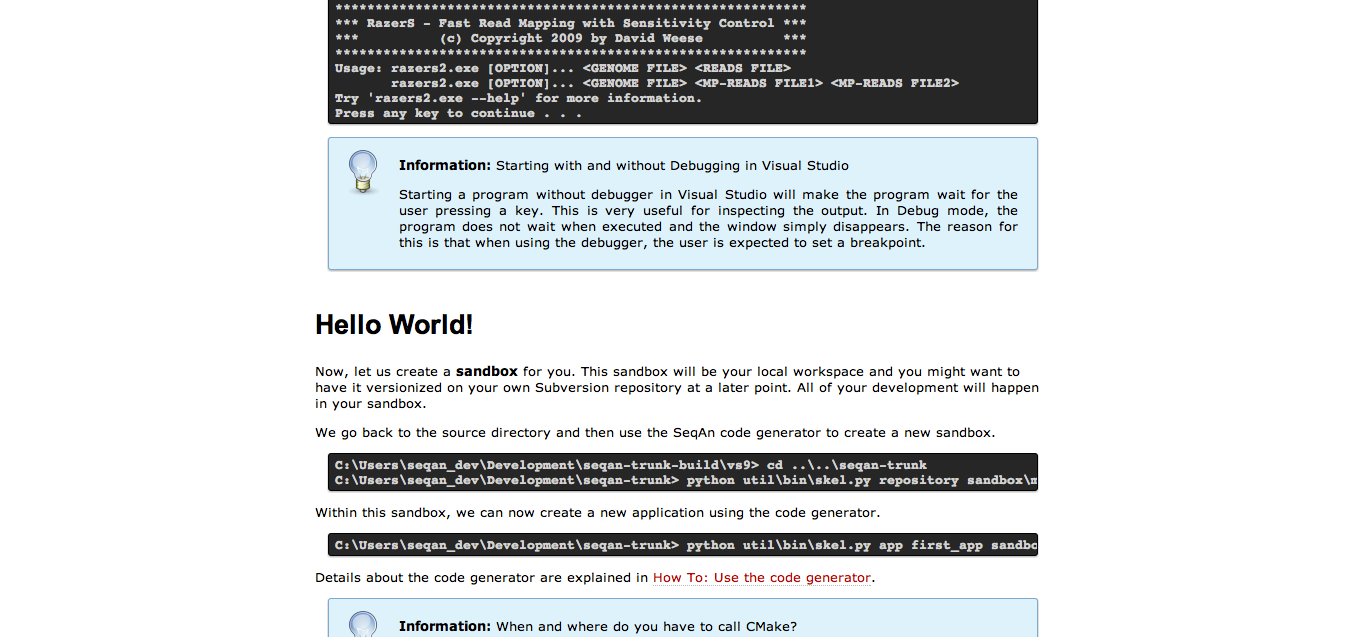 ***********************************************************
*** RazerS - Fast Read Mapping with Sensitivity Control ***
***          (c) Copyright 2009 by David Weese          ***
***********************************************************
Usage: razers2.exe [OPTION]... <GENOME FILE> <READS FILE>
       razers2.exe [OPTION]... <GENOME FILE> <MP-READS FILE1> <MP-READS FILE2>
Try 'razers2.exe --help' for more information.
Press any key to continue . . .
Information: Starting with and without Debugging in Visual Studio
Starting a program without debugger in Visual Studio will make the program wait for the
user pressing a key. This is very useful for inspecting the output. In Debug mode, the
program does not wait when executed and the window simply disappears. The reason for
this is that when using the debugger, the user is expected to set a breakpoint.
Hello World!
Now, let us create a sandbox for you. This sandbox will be your local workspace and you might want to
have it versionized on your own Subversion repository at a later point. All of your development will happen
in your sandbox.
We go back to the source directory and then use the SeqAn code generator to create a new sandbox.
C:\Users\seqan_dev\Development\seqan-trunk-build\vs9> cd ..\..\seqan-trunk
C:\Users\seqan_dev\Development\seqan-trunk> python util\bin\skel.py repository sandbox\m
Within this sandbox, we can now create a new application using the code generator.
C:\Users\seqan_dev\Development\seqan-trunk> python util\bin\skel.py app first_app sandbo
Details about the code generator are explained in How To: Use the code generator.
Information: When and where do you have to call CMake?